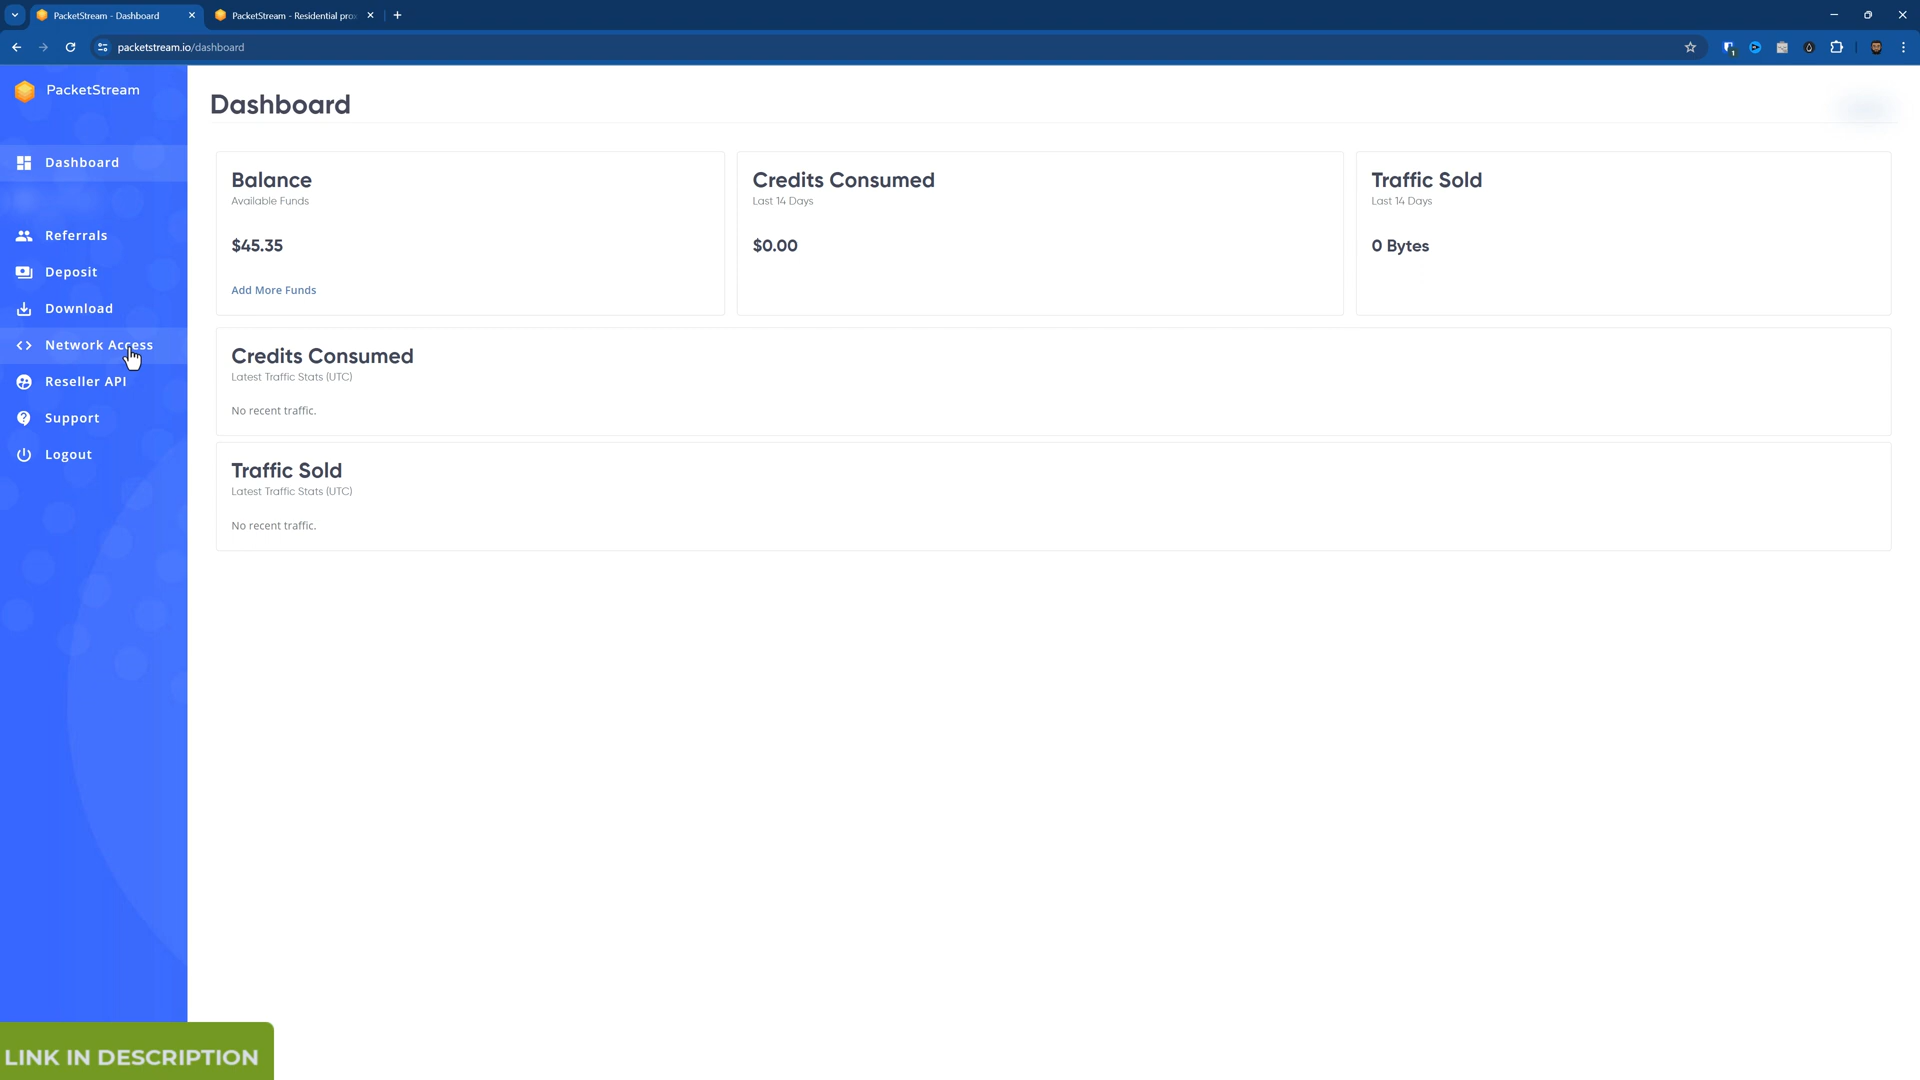 PacketStream - Dashboard
PacketStream - Residential pro
packetstream.io/dashboard
PacketStream
Dashboard
Referrals
Deposit
Download
Network Access
Reseller API
Support
Logout
Dashboard
Balance
Available Funds
$45.35
Add More Funds
Credits Consumed
Last 14 Days
$0.00
Traffic Sold
Last 14 Days
0 Bytes
Credits Consumed
Latest Traffic Stats (UTC)
No recent traffic.
Traffic Sold
Latest Traffic Stats (UTC)
No recent traffic.
LINK IN DESCRIPTION